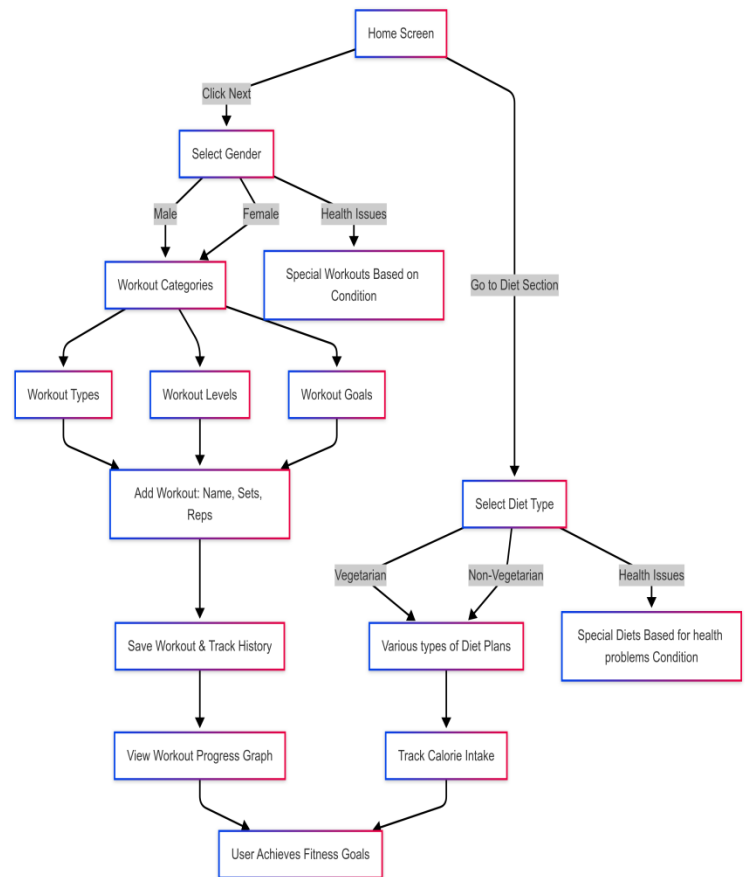 Home Screen
Click Next
Select Gender
Male
Female
Health Issues
Workout Categories
Special Workouts Based on
Condition
Go to Diet Section
Workout Types
Workout Levels
Workout Goals
Add Workout: Name, Sets,
Reps
Select Diet Type
Vegetarian
Non-Vegetarian
Health Issues
Save Workout & Track History
Various types of Diet Plans
Special Diets Based for health
problems Condition
View Workout Progress Graph
Track Calorie Intake
User Achieves Fitness Goals